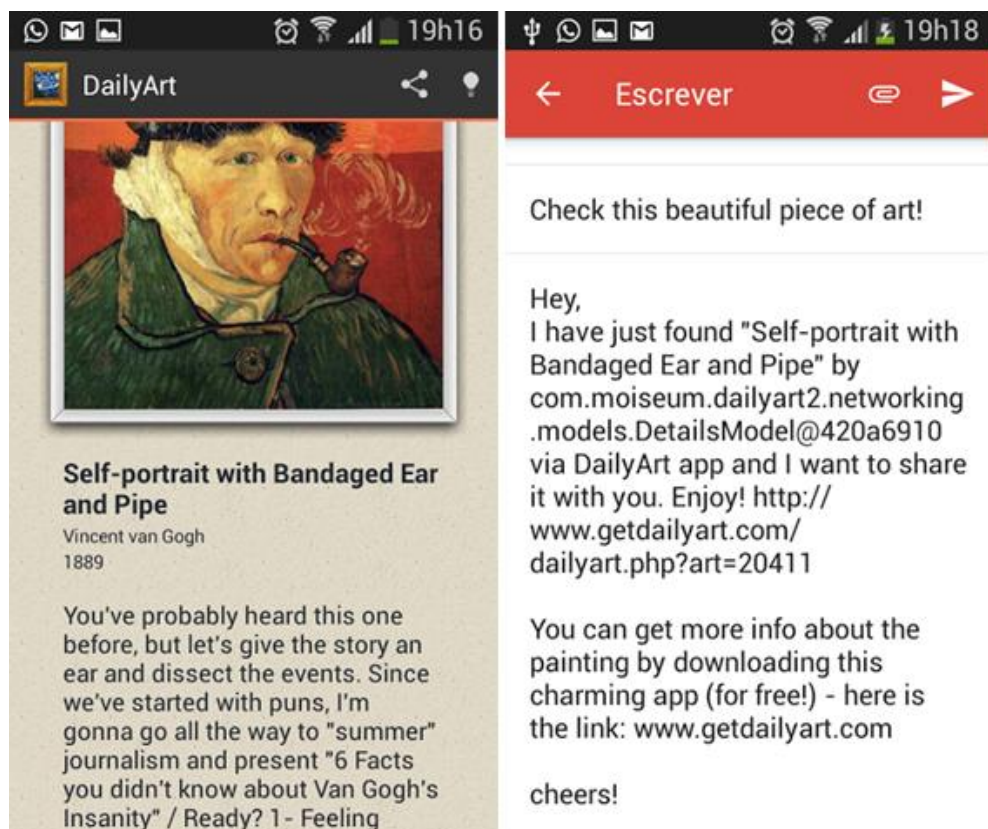 19h16
DailyArt
Self-portrait with Bandaged Ear
and Pipe
Vincent van Gogh
1889
You've probably heard this one
before, but let's give the story an
ear and dissect the events. Since
we've started with puns, I'm
gonna go all the way to "summer"
journalism and present "6 Facts
you didn't know about Van Gogh's
Insanity" / Ready? 1- Feeling
19h18
Escrever
Check this beautiful piece of art!
Hey,
I have just found "Self-portrait with
Bandaged Ear and Pipe" by
com.moiseum.dailyart2.networking
.models.DetailsModel@420a6910
via DailyArt app and I want to share
it with you. Enjoy! http://
www.getdailyart.com/
dailyart.php?art=20411
You can get more info about the
painting by downloading this
charming app (for free!) - here is
the link: www.getdailyart.com
cheers!